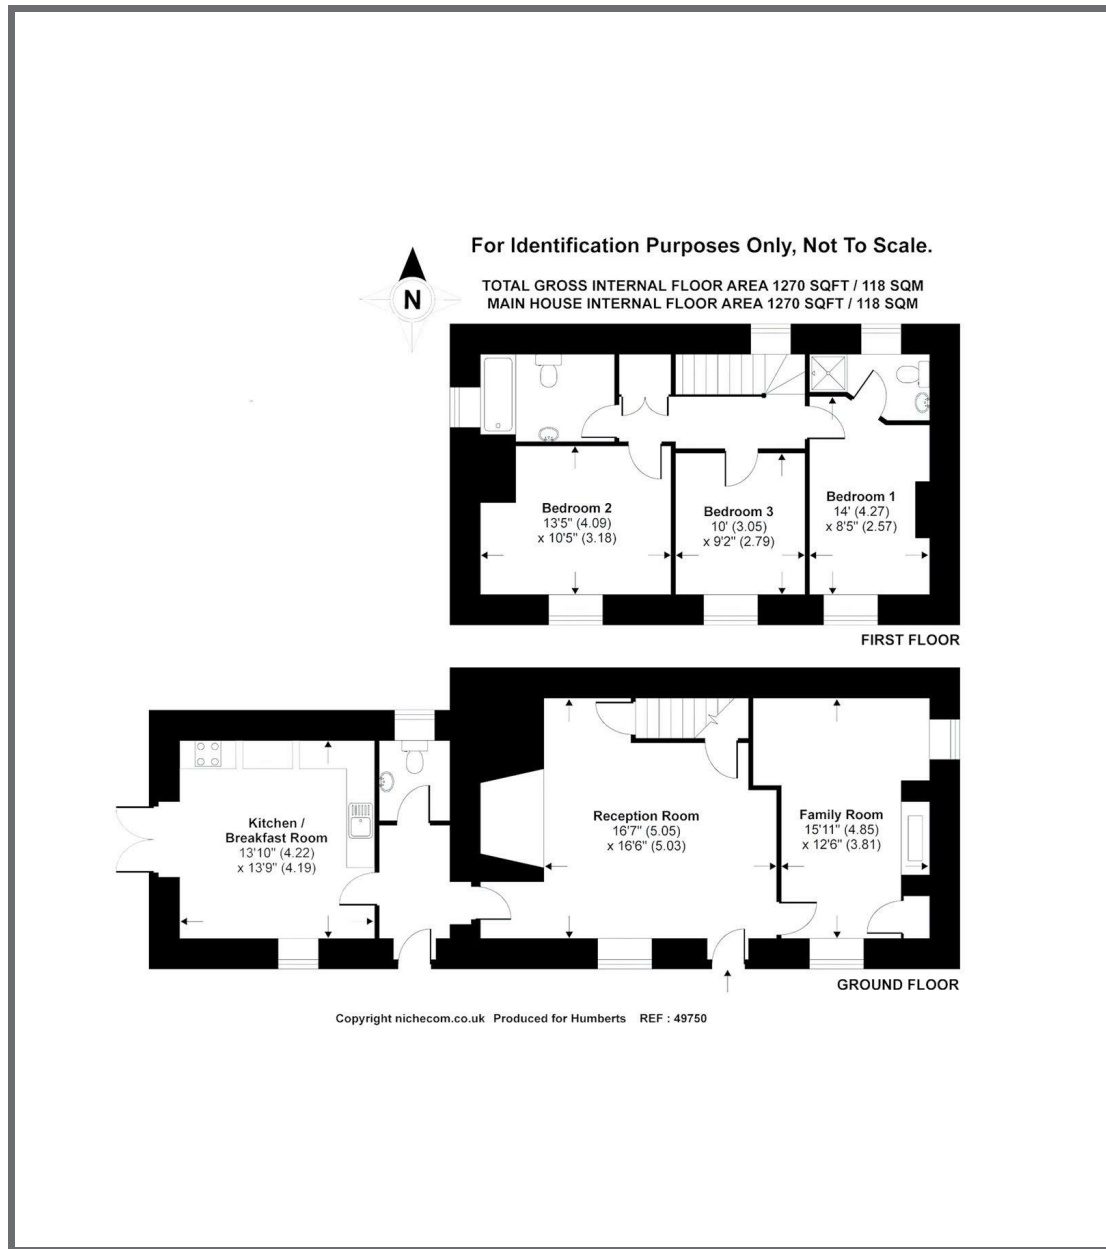 For Identification Purposes Only, Not To Scale.
N
TOTAL GROSS INTERNAL FLOOR AREA 1270 SQFT / 118 SQM
MAIN HOUSE INTERNAL FLOOR AREA 1270 SQFT / 118 SQM
Bedroom 2
13'5" (4.09)
x 10'5" (3.18)
Bedroom 3
10' (3.05)
x 9'2" (2.79)
Bedroom 1
14' (4.27)
x 8'5" (2.57)
FIRST FLOOR
Kitchen /
Breakfast Room
13'10" (4.22)
x 13'9" (4.19)
Reception Room
16'7" (5.05)
x 16'6" (5.03)
Family Room
15'11" (4.85)
x 12'6" (3.81)
GROUND FLOOR
Copyright nichecom.co.uk Produced for Humberts REF : 49750